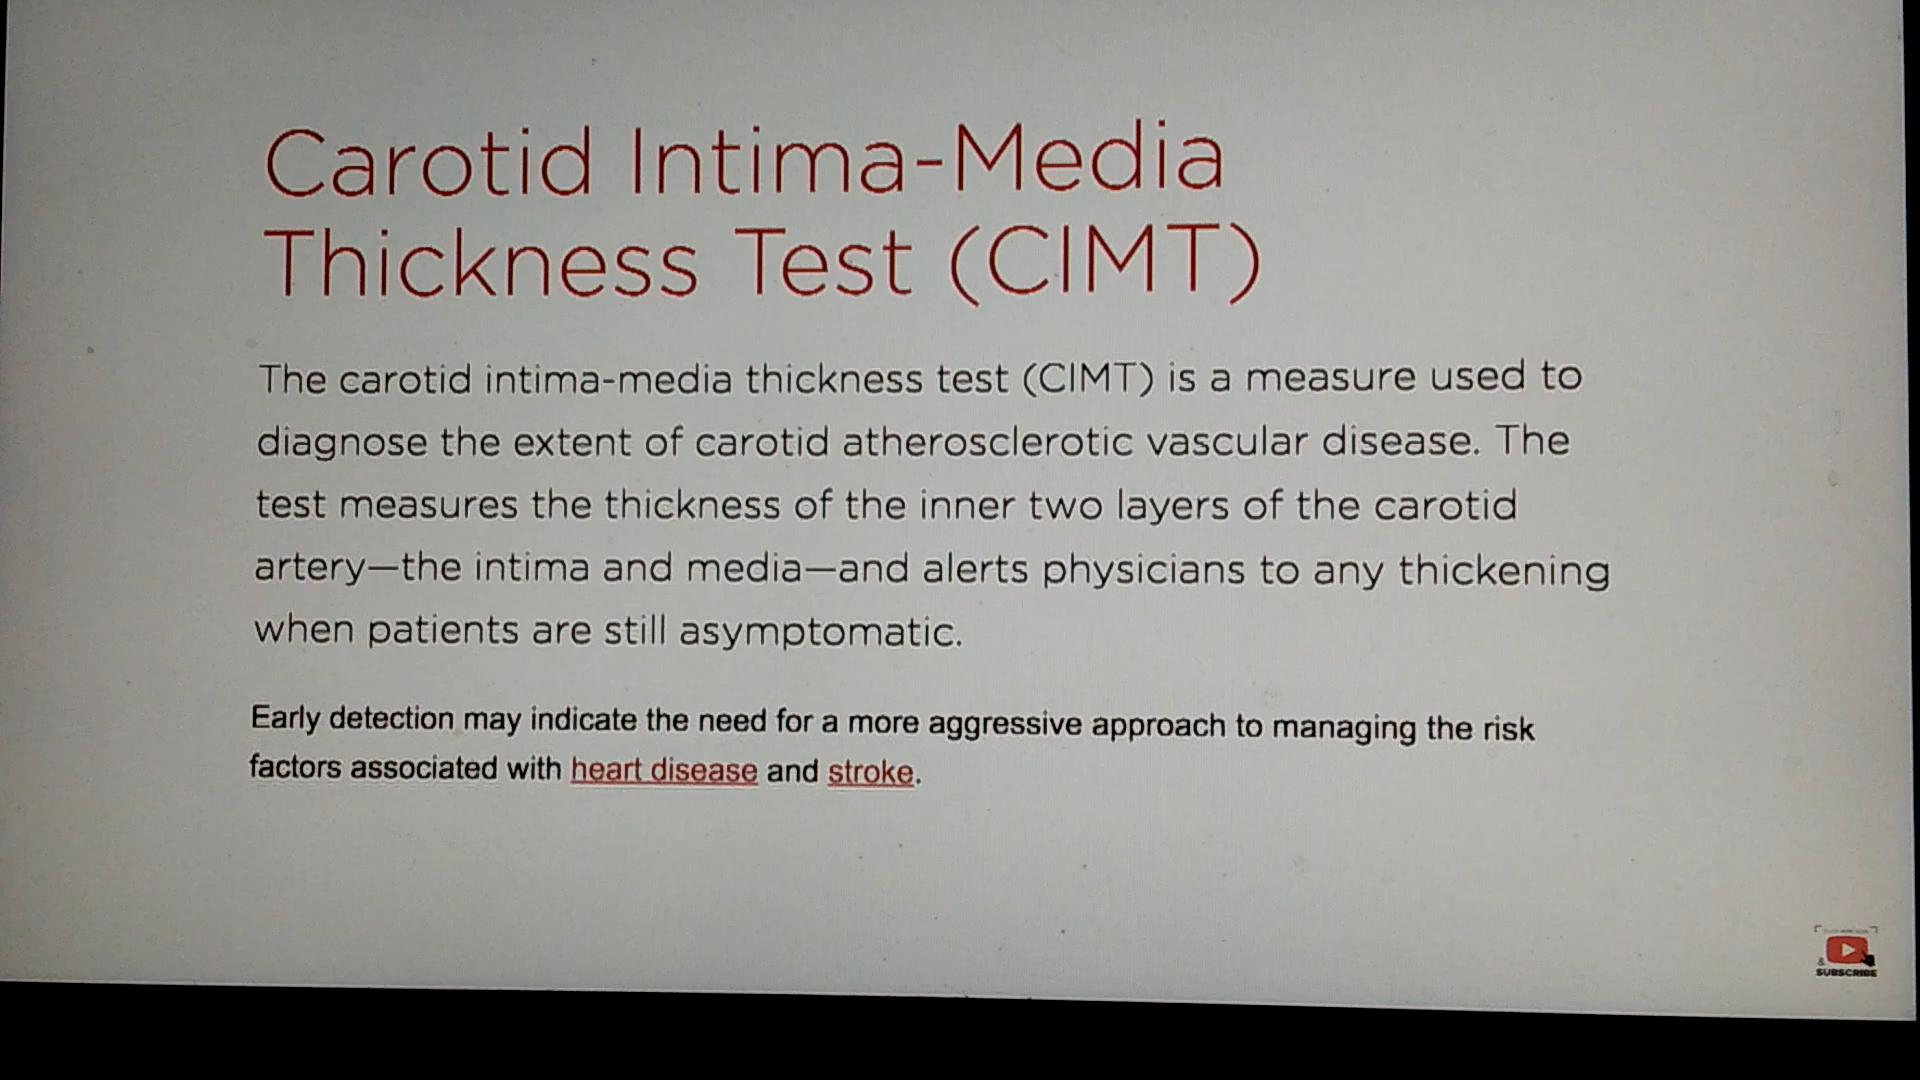 Carotid Intima-Media
Thickness Test (CIMT)
The carotid intima-media thickness test (CIMT) is a measure used to
diagnose the extent of carotid atherosclerotic vascular disease. The
test measures the thickness of the inner two layers of the carotid
artery—the intima and media—and alerts physicians to any thickening
when patients are still asymptomatic.
Early detection may indicate the need for a more aggressive approach to managing the risk
factors associated with heart disease and stroke.
&
SUBSCRIBE